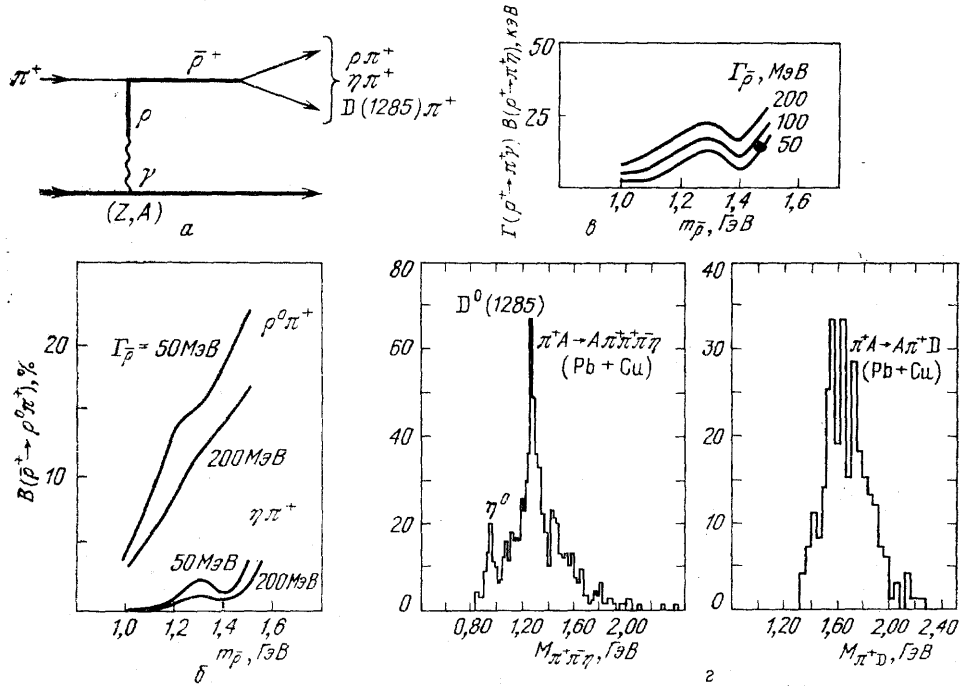 π⁺
ρ̄⁺
ρπ⁺
ηπ⁺
D(1285)π⁺
ρ
γ
(Z,A)
а
Γ(ρ⁺→π⁺γ) B(ρ⁺→π⁺η), кэВ
50
25
Γρ̄, МэВ
200
100
50
1,0 1,2 1,4 1,6
в mρ̄, ГэВ
B(ρ̄⁺→ρ⁰π⁺), %
20
10
0
ρ⁰π⁺
Γρ̄ = 50 МэВ
200 МэВ
ηπ⁺
50 МэВ
200 МэВ
1,0 1,2 1,4 1,6
mρ̄, ГэВ
б
80
60
40
20
0
D⁰(1285)
π⁺A→Aπ⁺π⁺π⁻η
(Pb+Cu)
η⁰
0,80 1,20 1,60 2,00
Mπ⁺π⁻η, ГэВ
40
30
20
10
0
π⁺A→Aπ⁺D
(Pb+Cu)
1,20 1,60 2,00 2,40
Mπ⁺D, ГэВ
г